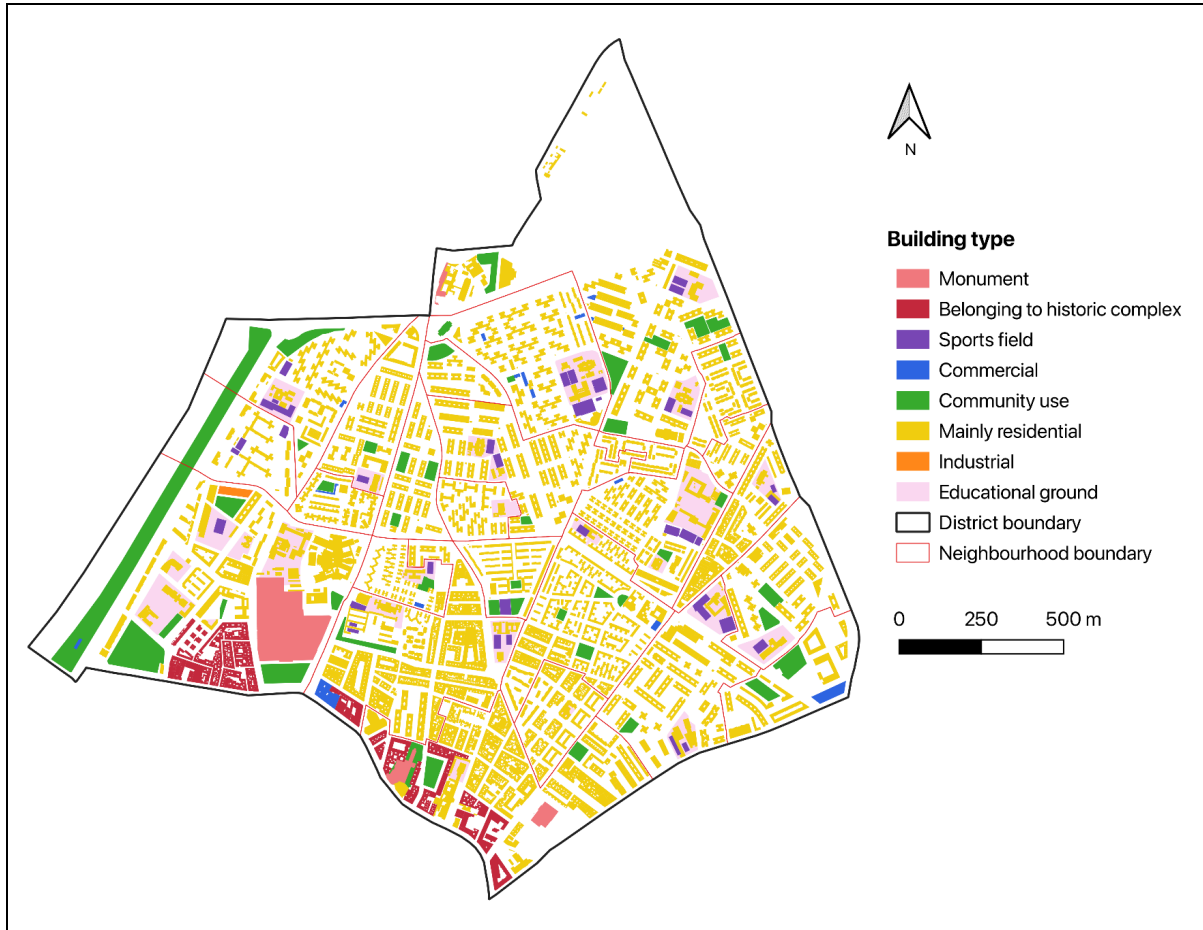 N
Building type
Monument
Belonging to historic complex
Sports field
Commercial
Community use
Mainly residential
Industrial
Educational ground
District boundary
Neighbourhood boundary
0 250 500 m